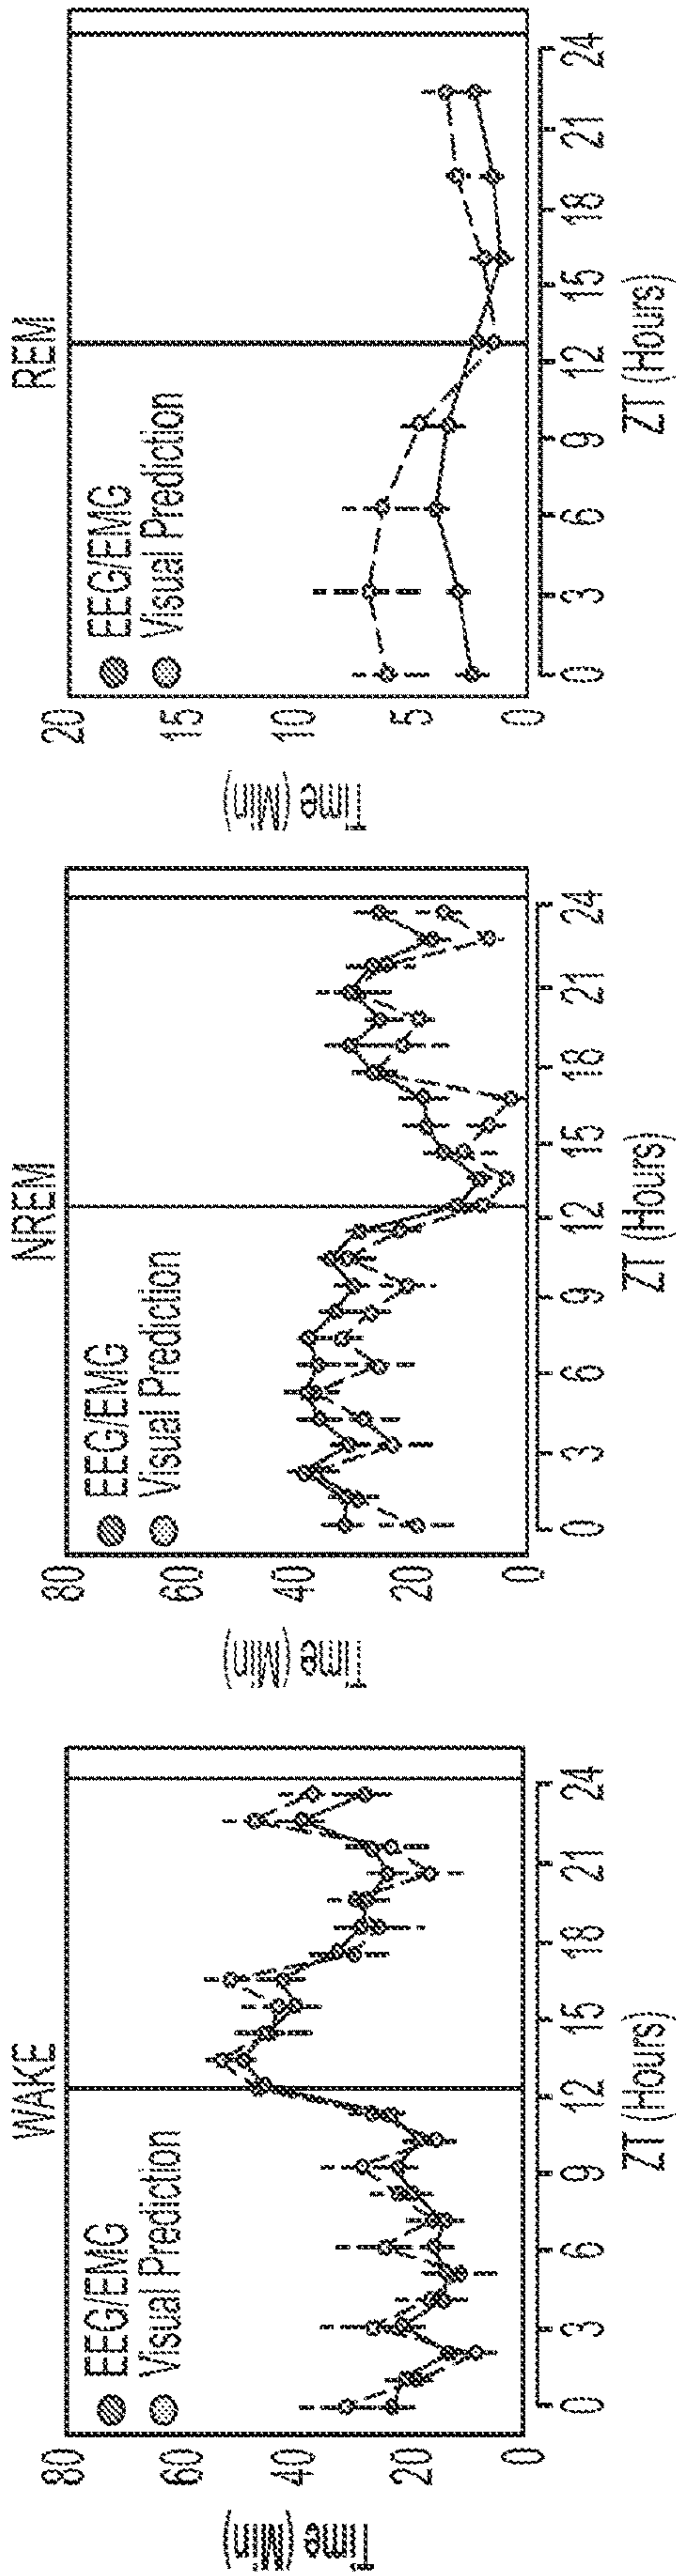 WAKE
EEG/EMG
Visual Prediction
Time (Min)
80
60
40
20
0
0 3 6 9 12 15 18 21 24
ZT (Hours)
NREM
EEG/EMG
Visual Prediction
Time (Min)
80
60
40
20
0
0 3 6 9 12 15 18 21 24
ZT (Hours)
REM
EEG/EMG
Visual Prediction
Time (Min)
20
15
10
5
0
0 3 6 9 12 15 18 21 24
ZT (Hours)